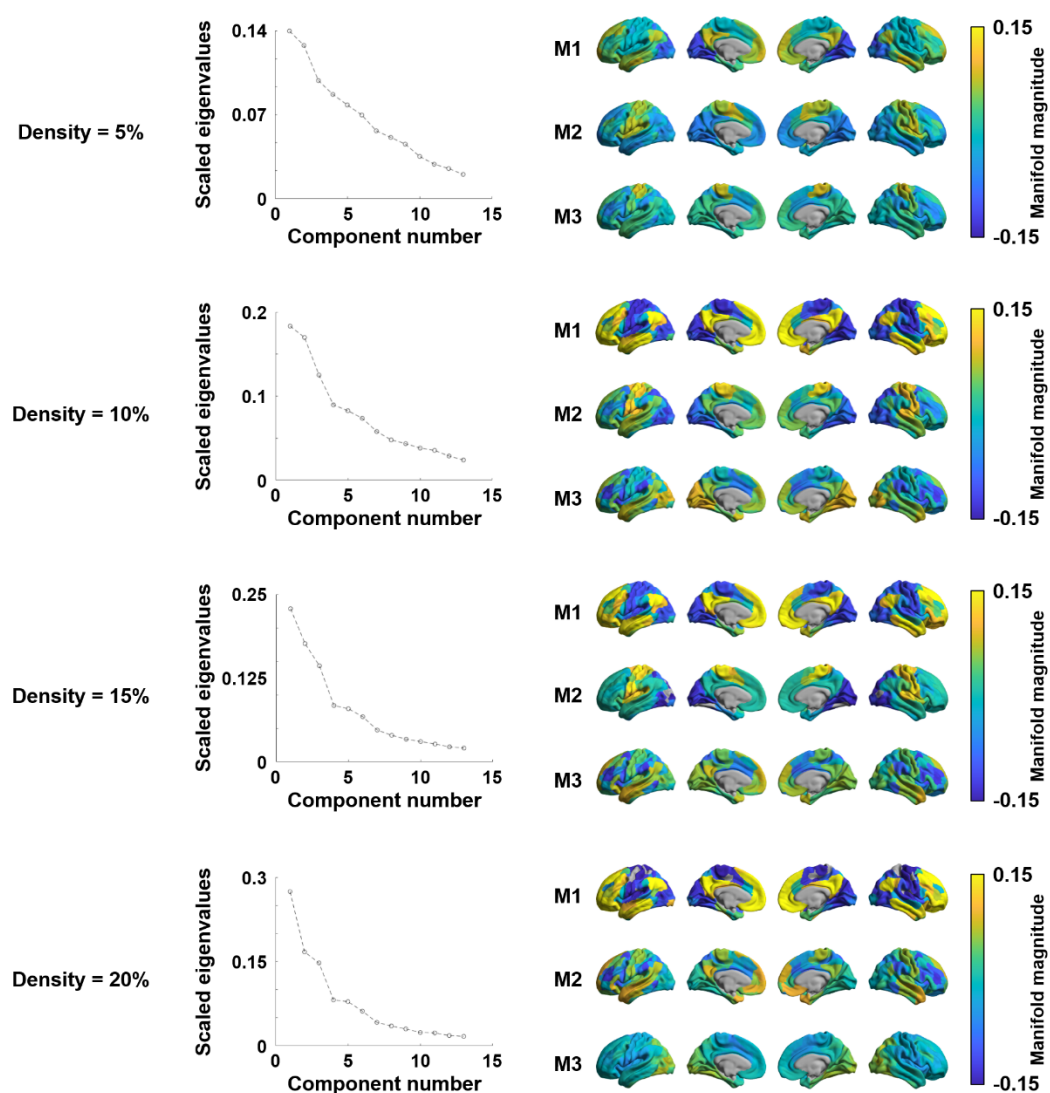 Density = 5%
Scaled eigenvalues
0.14
0.07
0
0
5
10
15
Component number
M1
M2
M3
0.15
-0.15
Manifold magnitude
Density = 10%
Scaled eigenvalues
0.2
0.1
0
0
5
10
15
Component number
M1
M2
M3
0.15
-0.15
Manifold magnitude
Density = 15%
Scaled eigenvalues
0.25
0.125
0
0
5
10
15
Component number
M1
M2
M3
0.15
-0.15
Manifold magnitude
Density = 20%
Scaled eigenvalues
0.3
0.15
0
0
5
10
15
Component number
M1
M2
M3
0.15
-0.15
Manifold magnitude